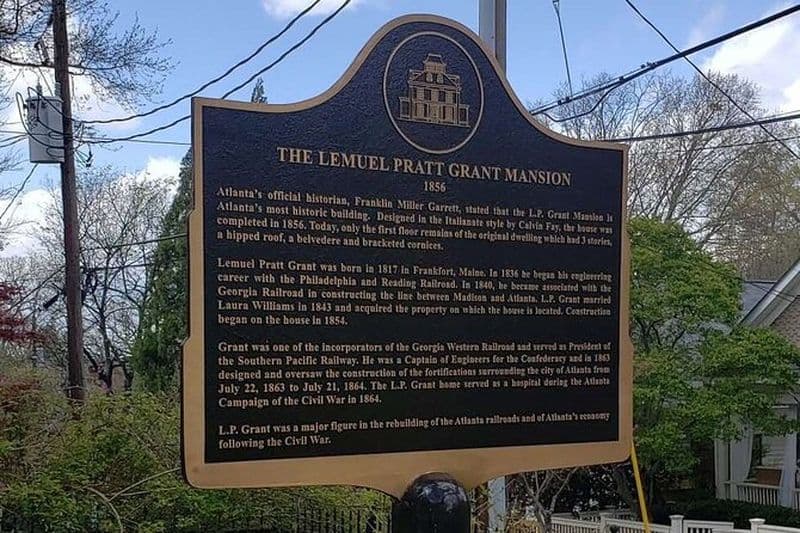 THE LEMUEL PRATT GRANT MANSION
1856
Atlanta's official historian, Franklin Miller Garrett, stated that the L.P. Grant Mansion is
Atlanta's most historic building. Designed in the Italianate style by Calvin Fay, the house was
completed in 1856. Today, only the first floor remains of the original dwelling which had 3 stories,
a hipped roof, a belvedere and bracketed cornices.
Lemuel Pratt Grant was born in 1817 in Frankfort, Maine. In 1836 he began his engineering
career with the Philadelphia and Reading Railroad. In 1840, he became associated with the
Georgia Railroad in constructing the line between Madison and Atlanta. L.P. Grant married
Laura Williams in 1843 and acquired the property on which the house is located. Construction
began on the house in 1854.
Grant was one of the incorporators of the Georgia Western Railroad and served as President of
the Southern Pacific Railway. He was a Captain of Engineers for the Confederacy and in 1863
designed and oversaw the construction of the fortifications surrounding the city of Atlanta from
July 22, 1863 to July 21, 1864. The L.P. Grant home served as a hospital during the Atlanta
Campaign of the Civil War in 1864.
L.P. Grant was a major figure in the rebuilding of the Atlanta railroads and of Atlanta's economy
following the Civil War.